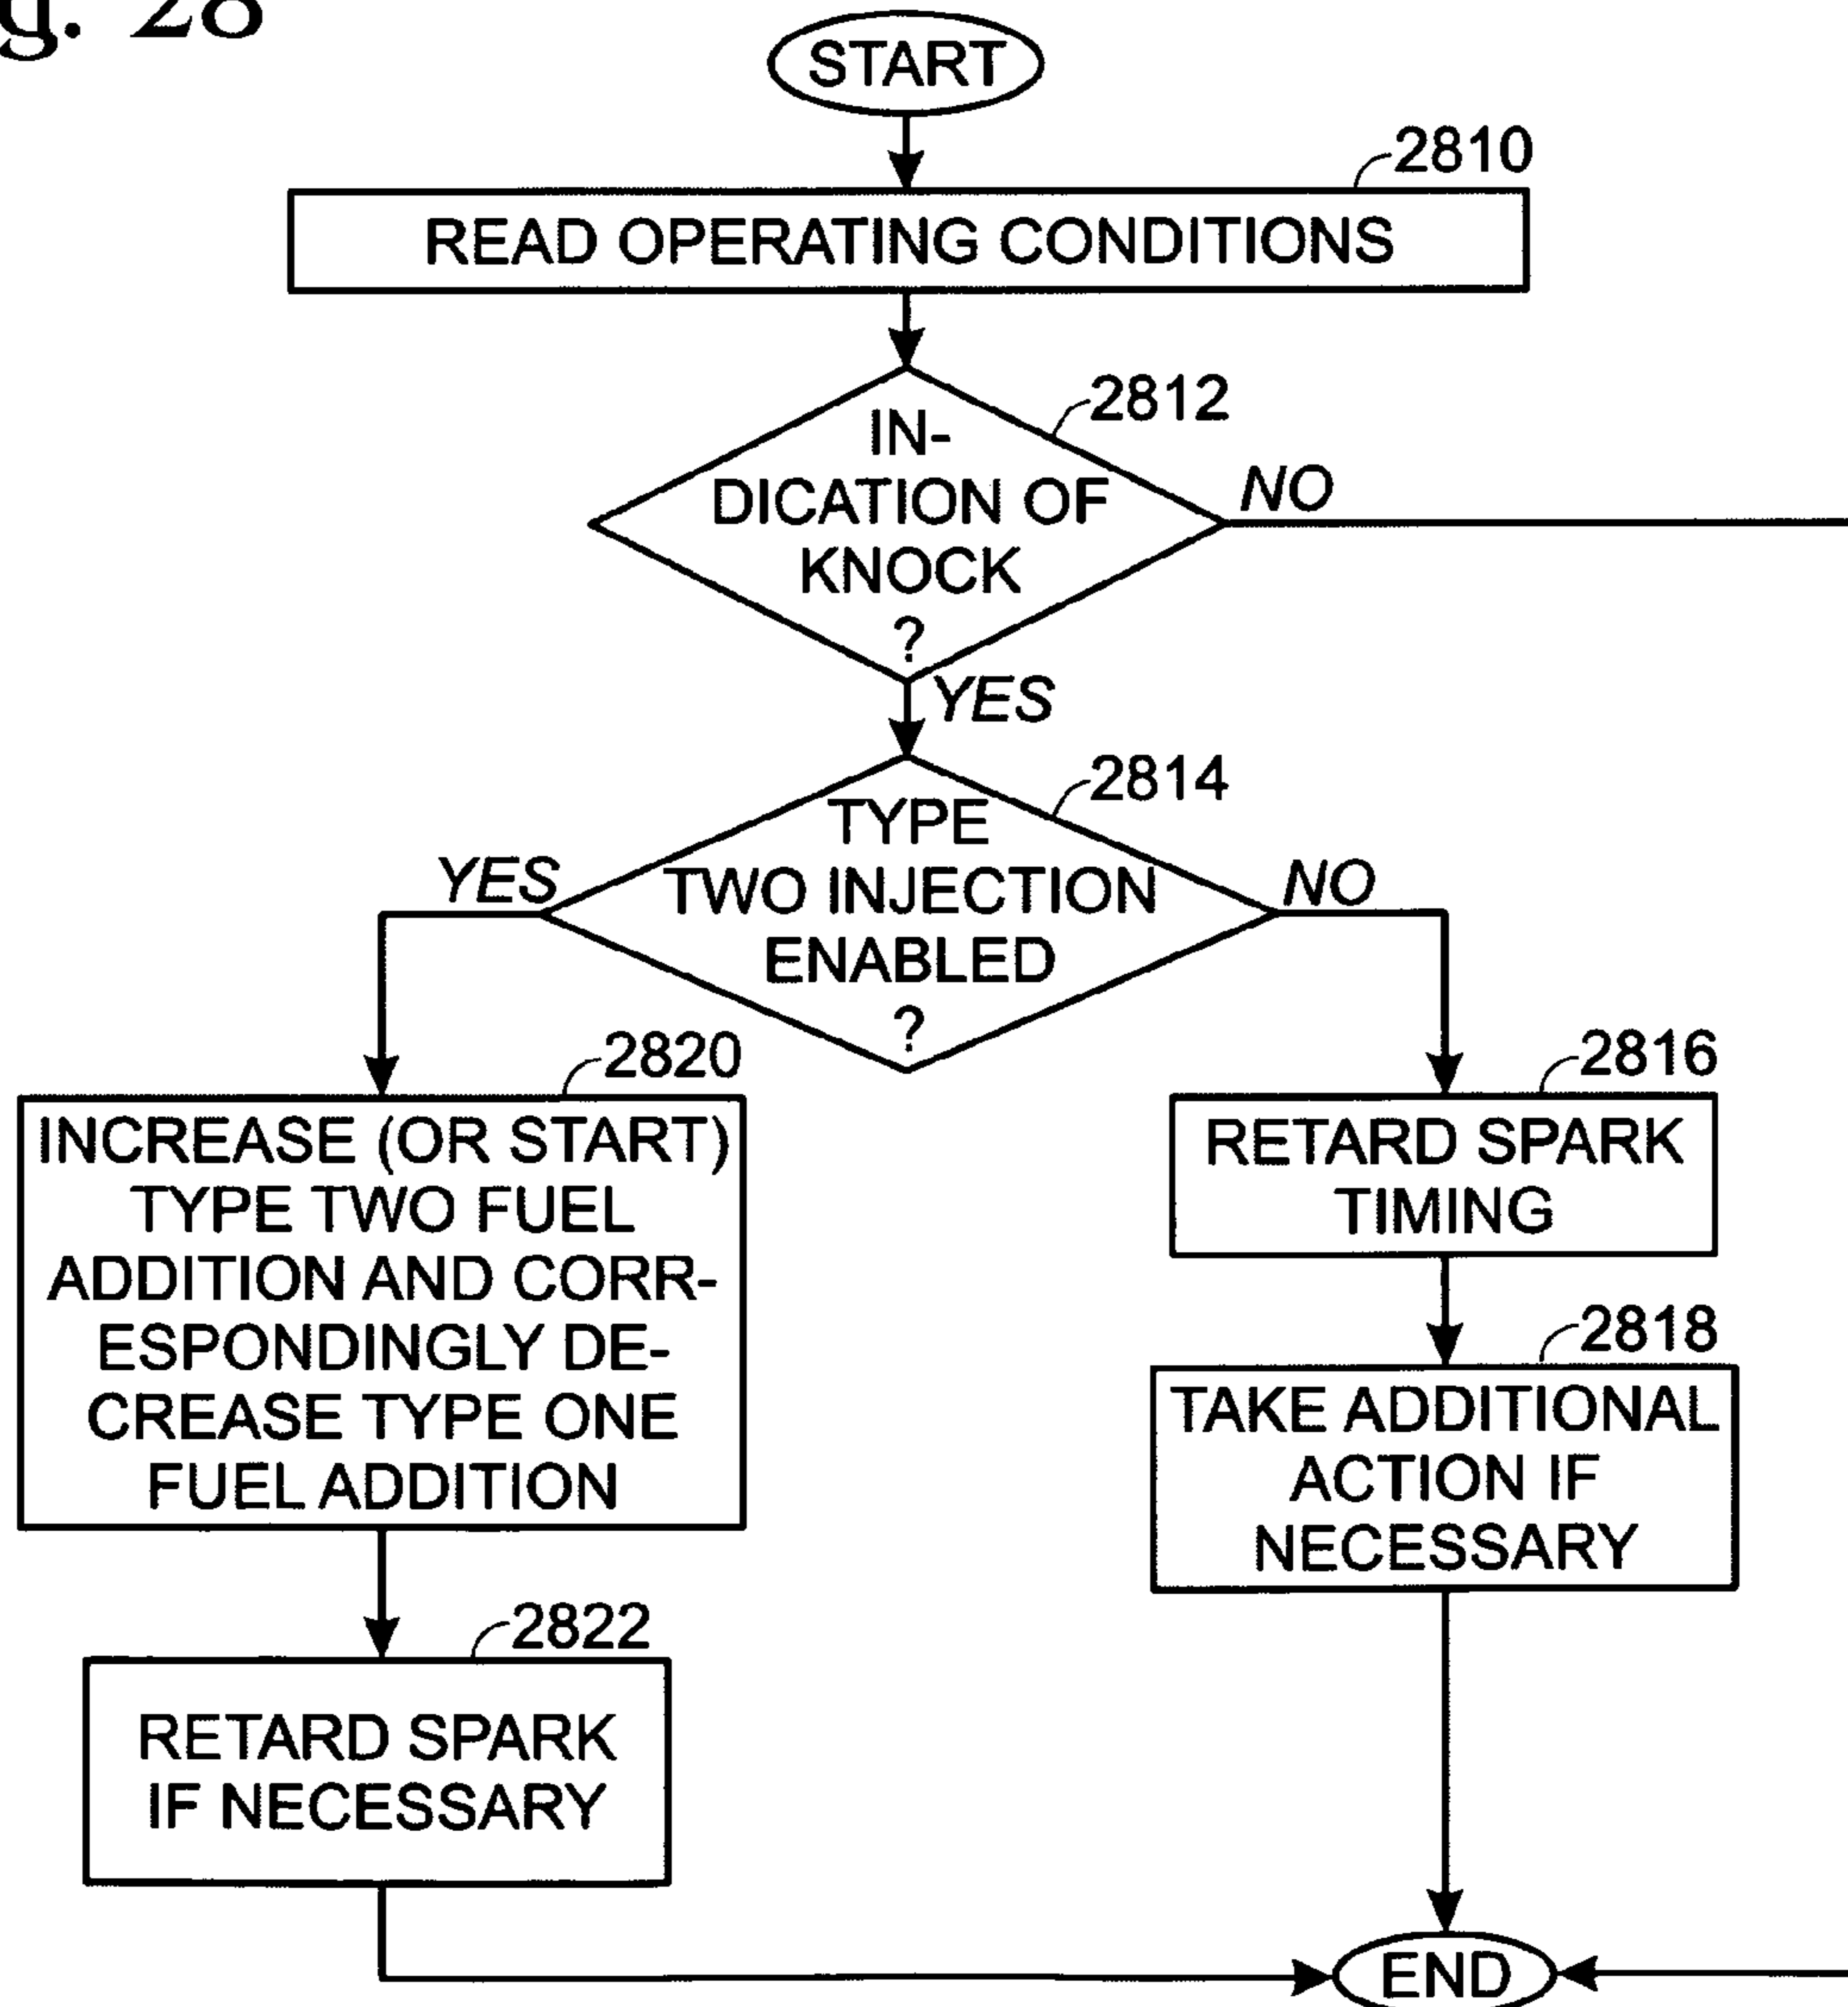 g. 28
START
2810
READ OPERATING CONDITIONS
2812
IN-
DICATION OF
KNOCK
?
NO
YES
2814
TYPE
TWO INJECTION
ENABLED
?
YES
NO
2820
INCREASE (OR START)
TYPE TWO FUEL
ADDITION AND CORR-
ESPONDINGLY DE-
CREASE TYPE ONE
FUEL ADDITION
2816
RETARD SPARK
TIMING
2818
TAKE ADDITIONAL
ACTION IF
NECESSARY
2822
RETARD SPARK
IF NECESSARY
END